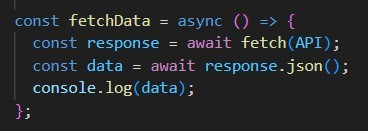 const fetchData = async () => {
  const response = await fetch(API);
  const data = await response.json();
  console.log(data);
};